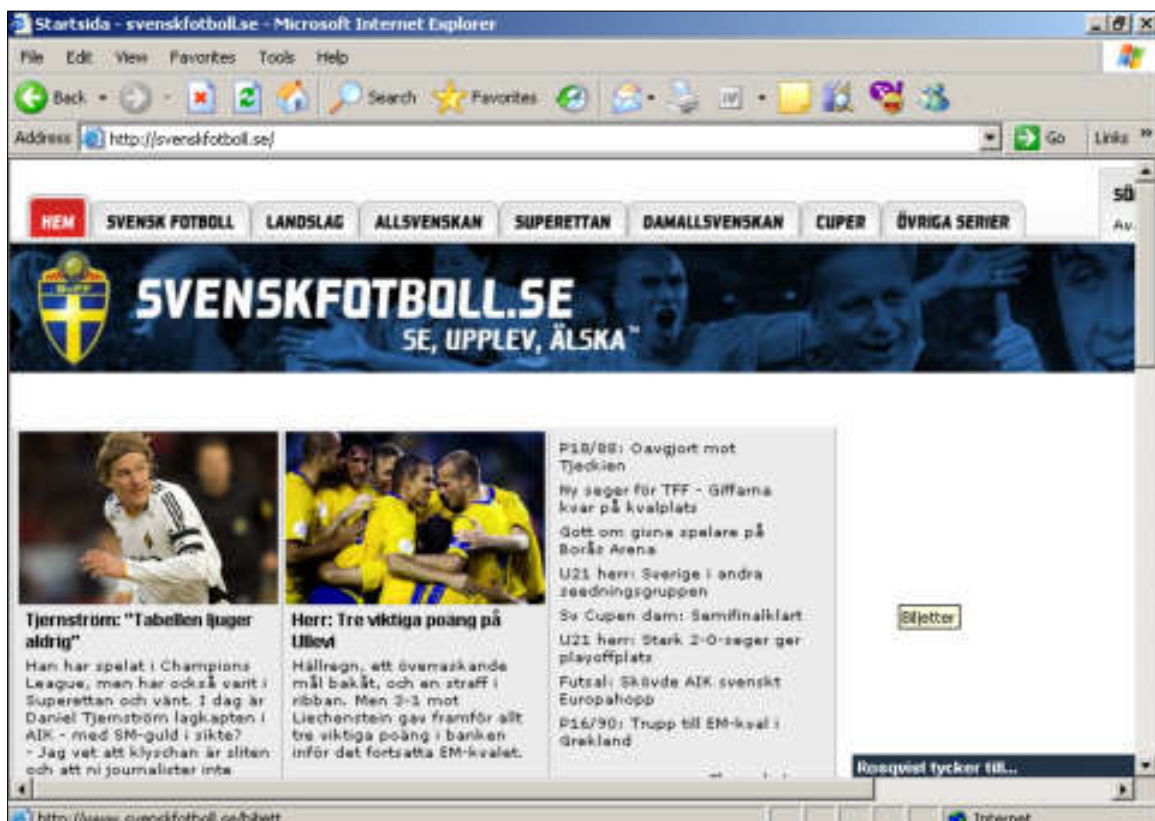 Startsida - svenskfotboll.se - Microsoft Internet Explorer
File Edit View Favorites Tools Help
Back Search Favorites
Address http://svenskfotboll.se/ Go Links »
HEM SVENSK FOTBOLL LANDSLAG ALLSVENSKAN SUPERETTAN DAMALLSVENSKAN CUPER ÖVRIGA SERIER
SVENSKFOTBOLL.SE
SE, UPPLEV, ÄLSKA™
Tjernström: "Tabellen ljuger
aldrig"
Han har spelat i Champions
League, men har också varit i
Superettan och vänt. I dag är
Daniel Tjernström lagkapten i
AIK - med SM-guld i sikte?
- Jag vet att klyschan är sliten
och att ni journalister inte
Herr: Tre viktiga poäng på
Ullevi
Hällregn, ett överraskande
mål bakåt, och en straff i
ribban. Men 3-1 mot
Liechenstein gav framför allt
tre viktiga poäng i banken
inför det fortsatta EM-kvalet.
P18/88: Oavgjort mot
Tjeckien
Ny seger för TFF - Giffarna
kvar på kvalplats
Gott om givna spelare på
Borås Arena
U21 herr: Sverige i andra
seedningsgruppen
Sv Cupen dam: Semifinalklart
U21 herr: Stark 2-0-seger ger
playoffplats
Futsal: Skövde AIK svenskt
Europahopp
P16/90: Trupp till EM-kval i
Grekland
Biljetter
Rosqvist tycker till...
http://www.svenskfotboll.se/biljett
Internet